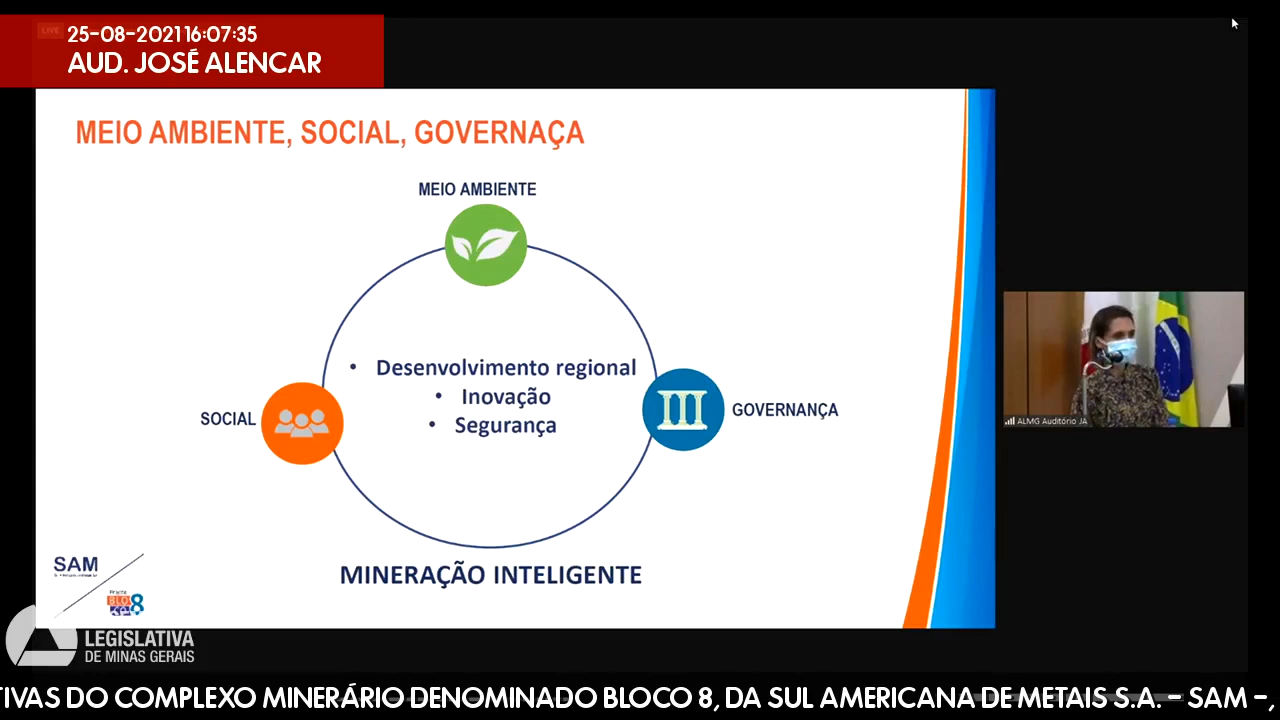 LIVE
25-08-2021 16:07:35
AUD. JOSÉ ALENCAR
MEIO AMBIENTE, SOCIAL, GOVERNAÇA
MEIO AMBIENTE
• Desenvolvimento regional
• Inovação
• Segurança
SOCIAL
GOVERNANÇA
MINERAÇÃO INTELIGENTE
SAM
BLO
8
ALMG Auditório JA
LEGISLATIVA
DE MINAS GERAIS
TIVAS DO COMPLEXO MINERÁRIO DENOMINADO BLOCO 8, DA SUL AMERICANA DE METAIS S.A. - SAM -,